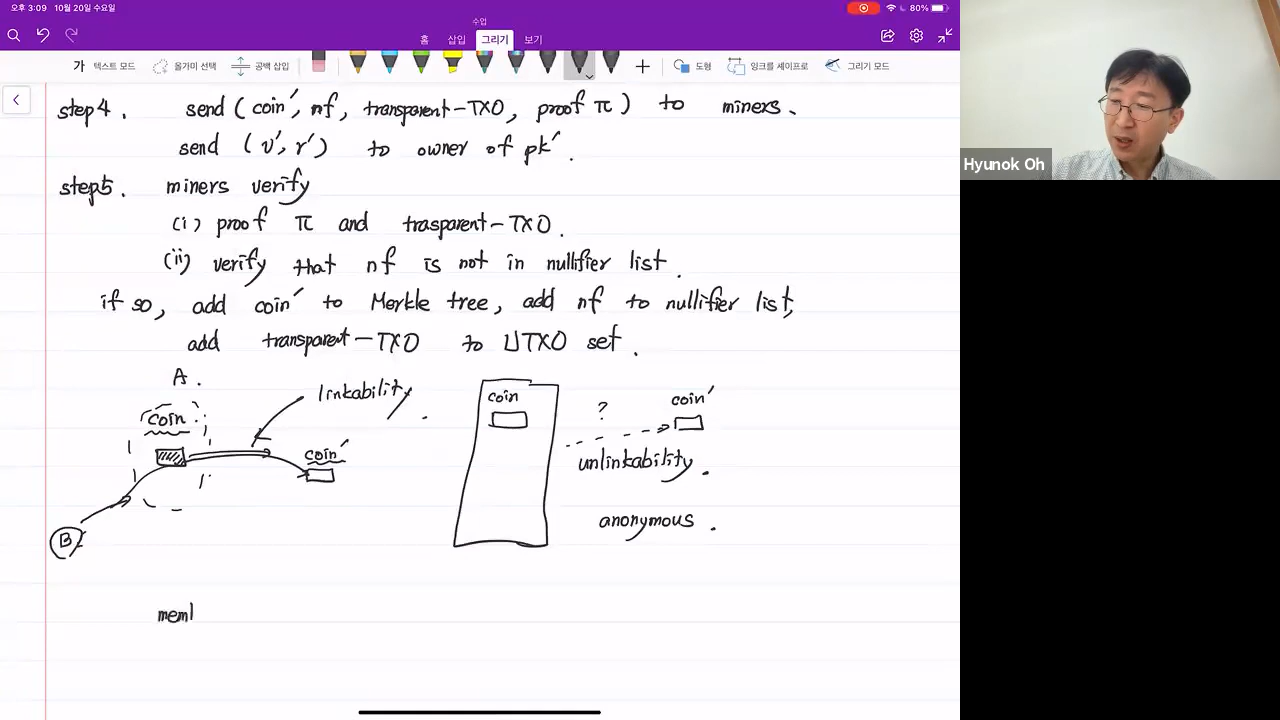 오후 3:09 10월 20일 수요일
80%
수업
홈 삽입 그리기 보기
가 텍스트 모드 올가미 선택 공백 삽입 도형 잉크를 셰이프로 그리기 모드
step 4. send (coin′, nf, transparent-TXO, proof π) to miners.
send (v′, r′) to owner of pk′.
step5. miners verify
(i) proof π and trasparent-TXO.
(ii) verify that nf is not in nullifier list.
if so, add coin′ to Merkle tree, add nf to nullifier list,
add transparent-TXO to UTXO set.
A.
linkability.
coin
coin′
B
coin
?
coin′
unlinkability.
anonymous.
meml
Hyunok Oh